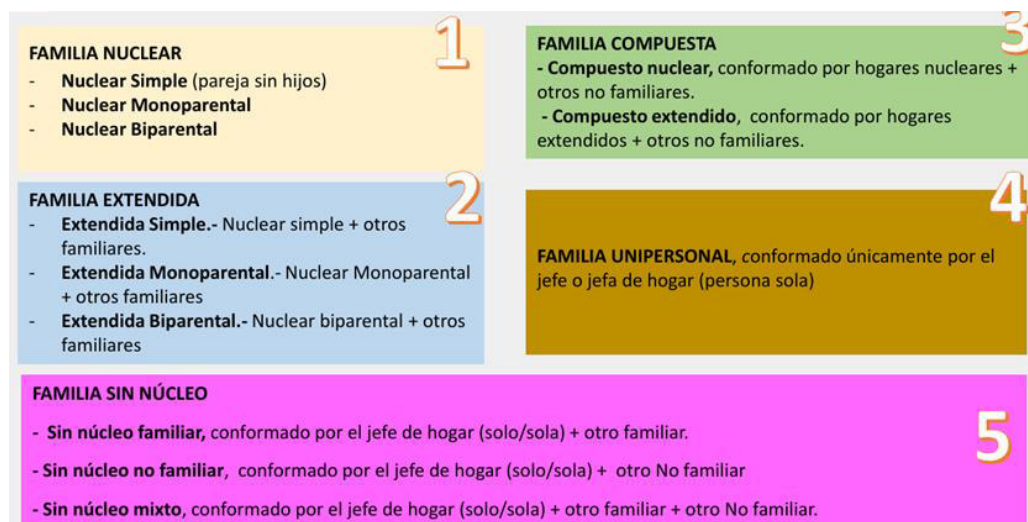 1
FAMILIA NUCLEAR
- Nuclear Simple (pareja sin hijos)
- Nuclear Monoparental
- Nuclear Biparental
2
FAMILIA EXTENDIDA
- Extendida Simple.- Nuclear simple + otros
familiares.
- Extendida Monoparental.- Nuclear Monoparental
+ otros familiares
- Extendida Biparental.- Nuclear biparental + otros
familiares
3
FAMILIA COMPUESTA
- Compuesto nuclear, conformado por hogares nucleares +
otros no familiares.
- Compuesto extendido, conformado por hogares
extendidos + otros no familiares.
4
FAMILIA UNIPERSONAL, conformado únicamente por el
jefe o jefa de hogar (persona sola)
FAMILIA SIN NÚCLEO
- Sin núcleo familiar, conformado por el jefe de hogar (solo/sola) + otro familiar.
5
- Sin núcleo no familiar, conformado por el jefe de hogar (solo/sola) + otro No familiar
- Sin núcleo mixto, conformado por el jefe de hogar (solo/sola) + otro familiar + otro No familiar.